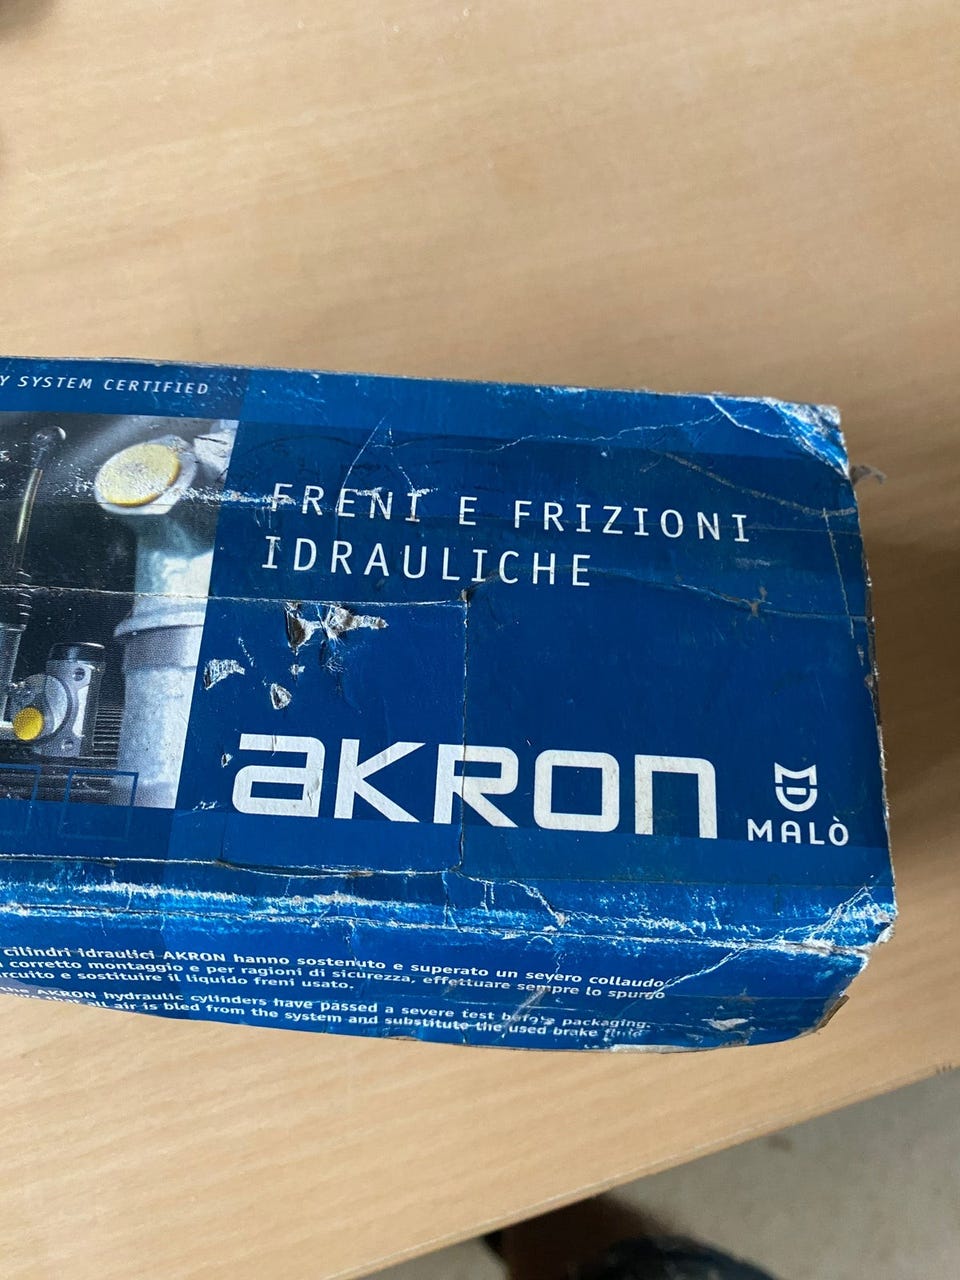 Y SYSTEM CERTIFIED
FRENI E FRIZIONI
IDRAULICHE
akron
MALÒ
cilindri idraulici AKRON hanno sostenuto e superato un severo collaudo
corretto montaggio e per ragioni di sicurezza, effettuare sempre lo spurgo
circuito e sostituire il liquido freni usato.
the AKRON hydraulic cylinders have passed a severe test before packaging.
air is bled from the system and substitute the used brake fluid